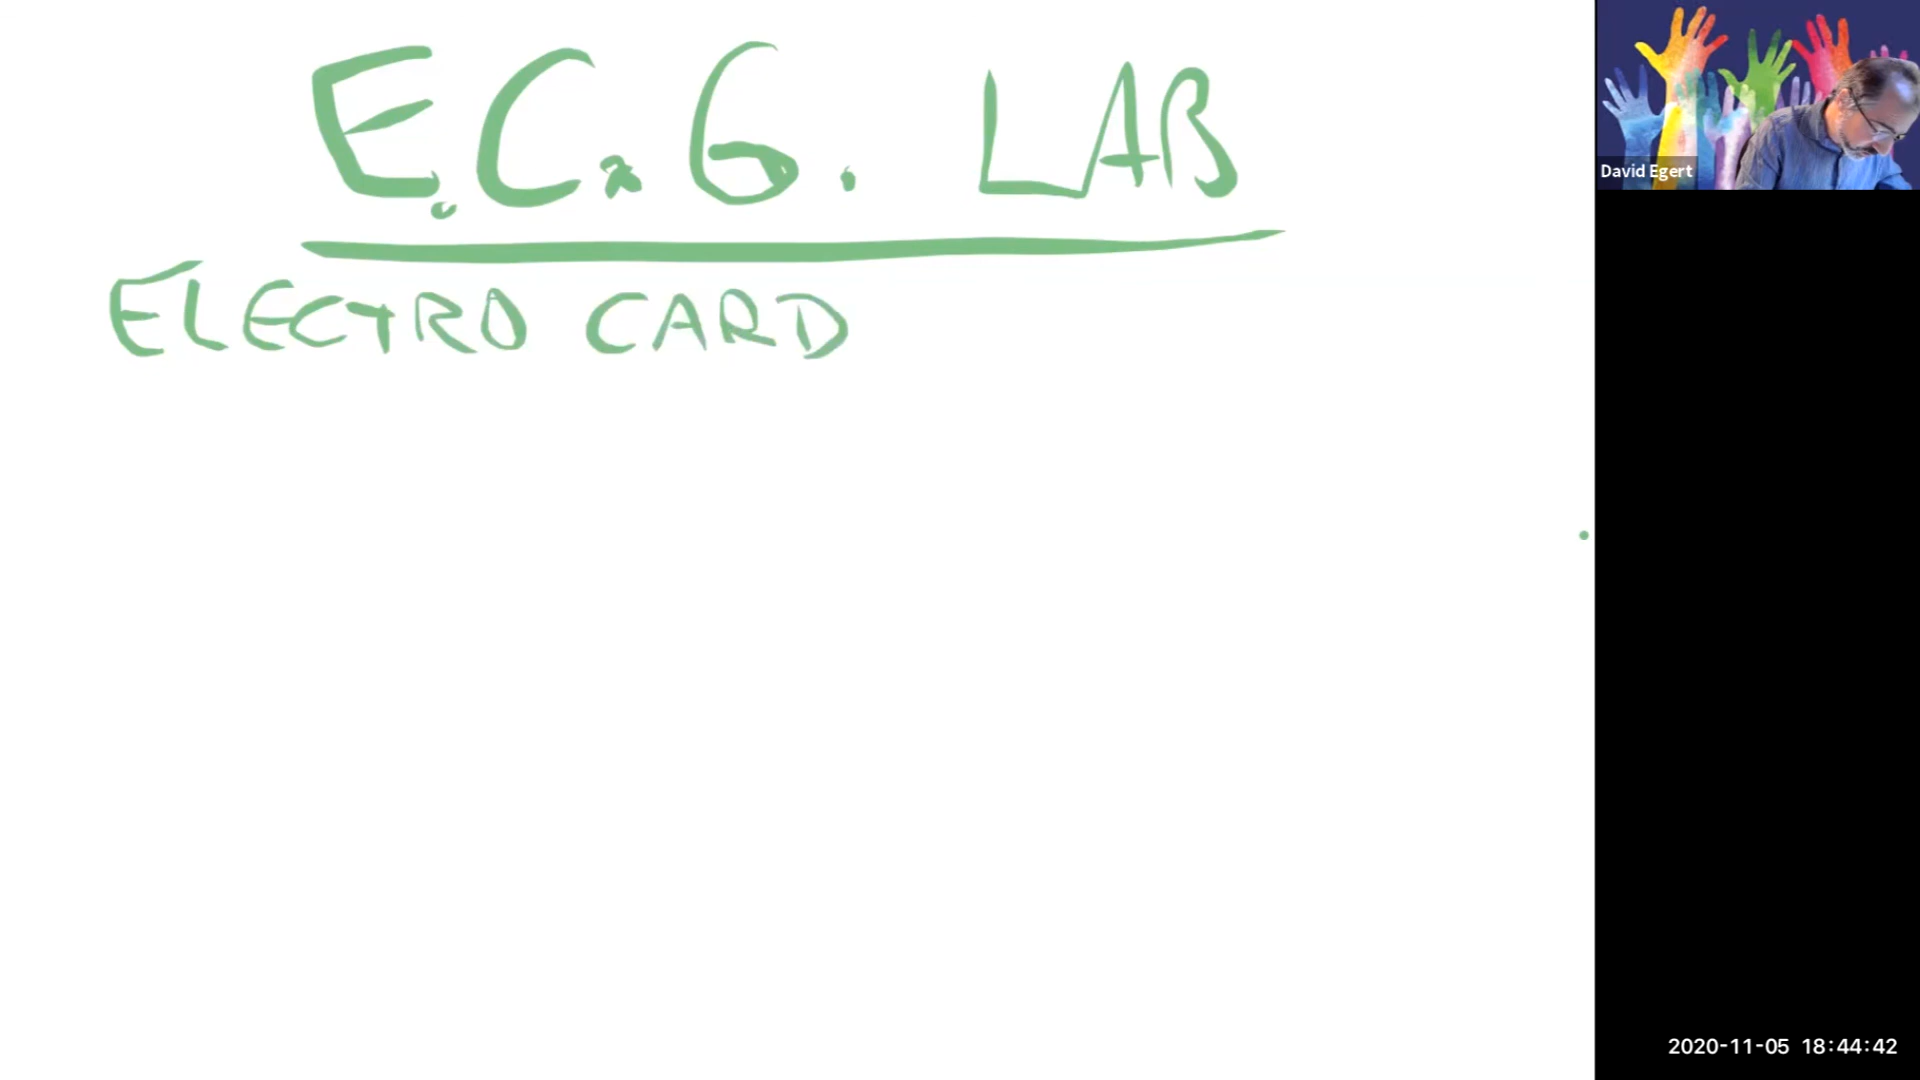 E.C.G. LAB
ELECTRO CARD
David Egert
2020-11-05 18:44:42